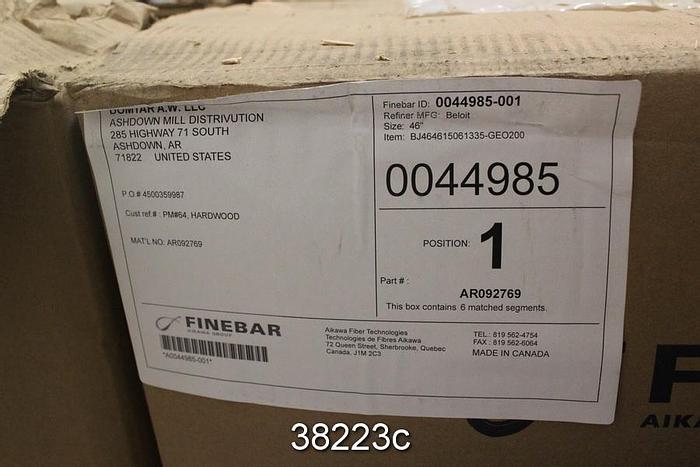 DOMTAR A.W. LLC
ASHDOWN MILL DISTRIVUTION
285 HIGHWAY 71 SOUTH
ASHDOWN, AR
71822 UNITED STATES
P.O.# 4500359987
Cust ref.# : PM#64, HARDWOOD
MAT'L NO: AR092769
Finebar ID: 0044985-001
Refiner MFG: Beloit
Size: 46"
Item: BJ464615061335-GEO200
0044985
POSITION: 1
Part # :
AR092769
This box contains 6 matched segments.
FINEBAR
AIKAWA GROUP
*A0044985-001*
Aikawa Fiber Technologies
Technologies de Fibres Aikawa
72 Queen Street, Sherbrooke, Quebec
Canada, J1M 2C3
TEL.: 819 562-4754
FAX : 819 562-6064
MADE IN CANADA
F
AIKA
38223c